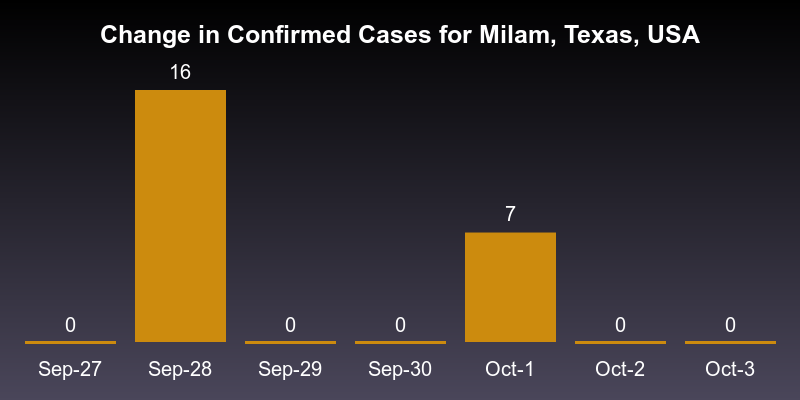 Change in Confirmed Cases for Milam, Texas, USA
16
7
0 0 0 0 0
Sep-27 Sep-28 Sep-29 Sep-30 Oct-1 Oct-2 Oct-3